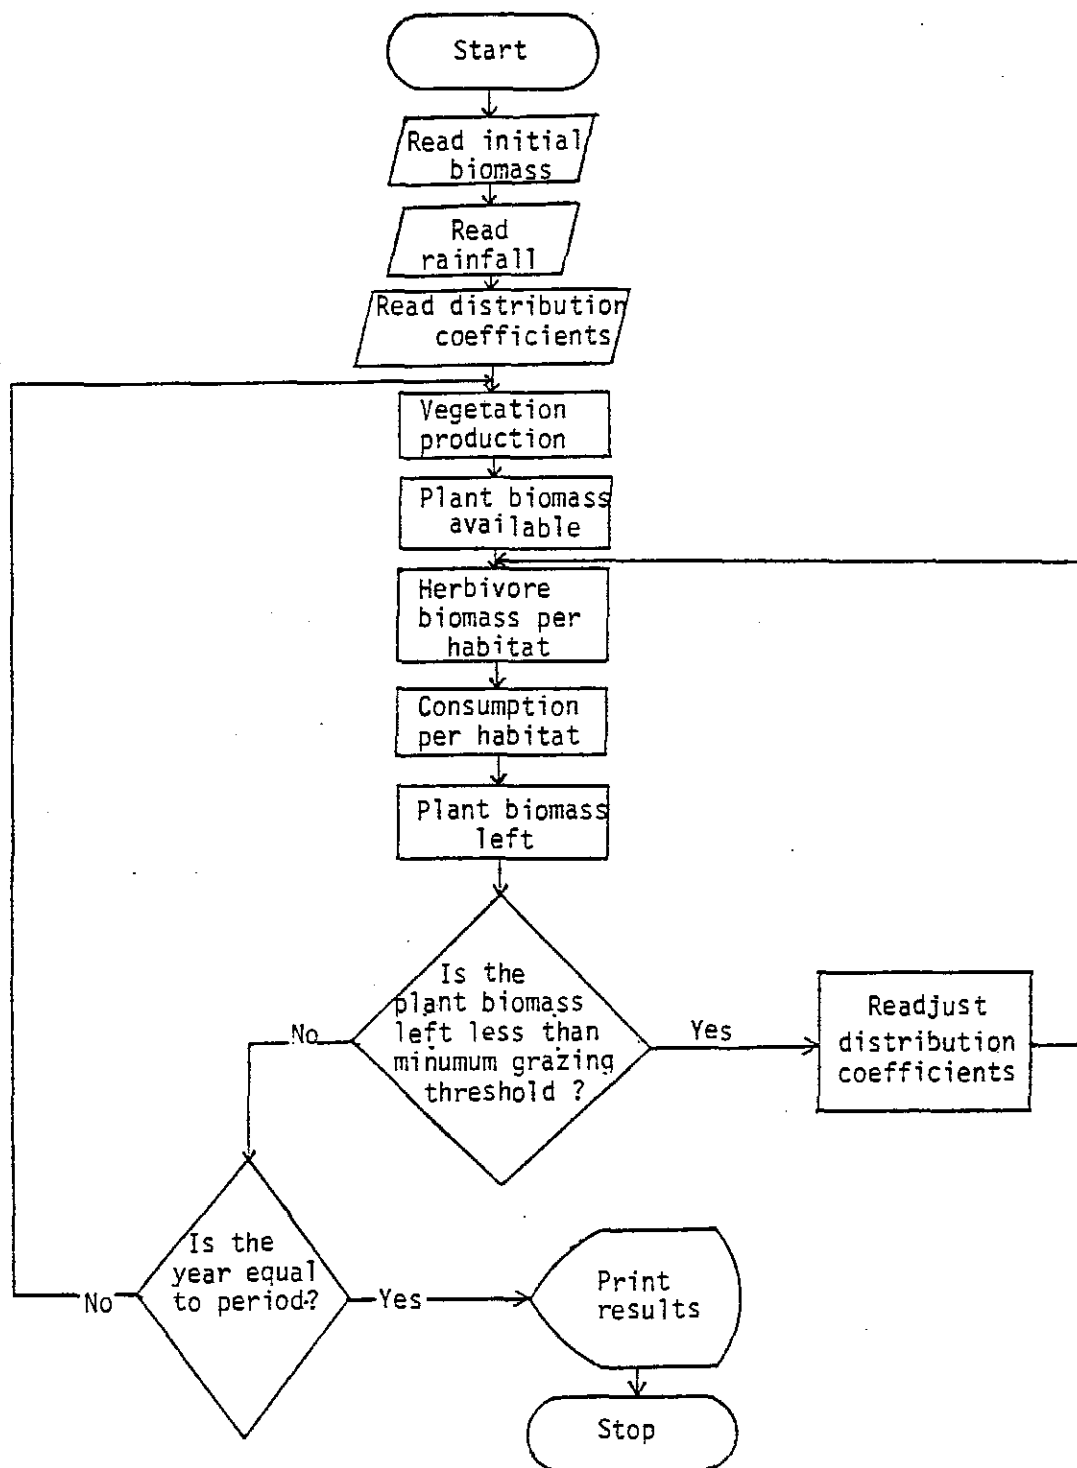 Start
Read initial
biomass
Read
rainfall
Read distribution
coefficients
Vegetation
production
Plant biomass
available
Herbivore
biomass per
habitat
Consumption
per habitat
Plant biomass
left
Is the
plant biomass
left less than
minumum grazing
threshold ?
No
Yes
Readjust
distribution
coefficients
Is the
year equal
to period?
No
Yes
Print
results
Stop